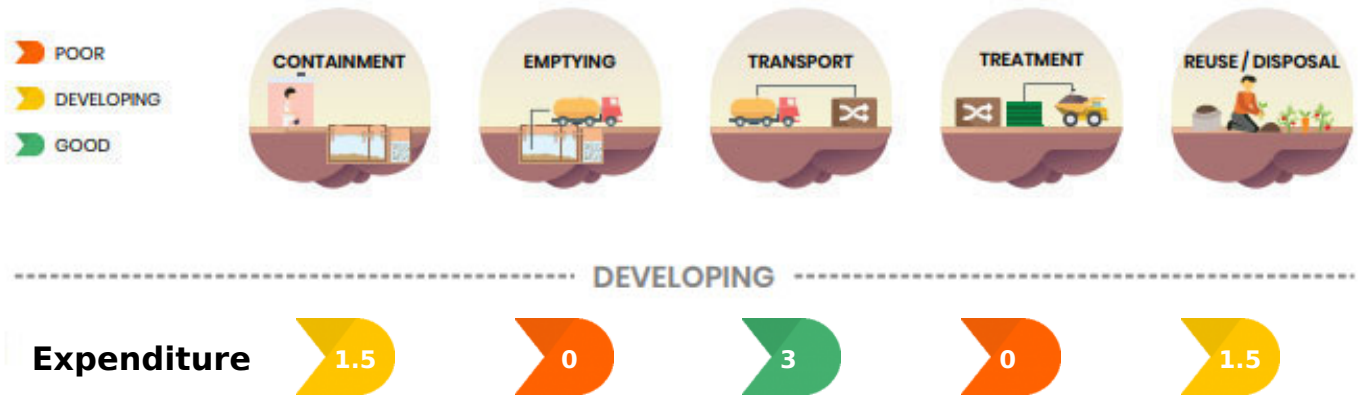 POOR
DEVELOPING
GOOD
CONTAINMENT
EMPTYING
TRANSPORT
TREATMENT
REUSE / DISPOSAL
DEVELOPING
Expenditure 1.5 0 3 0 1.5